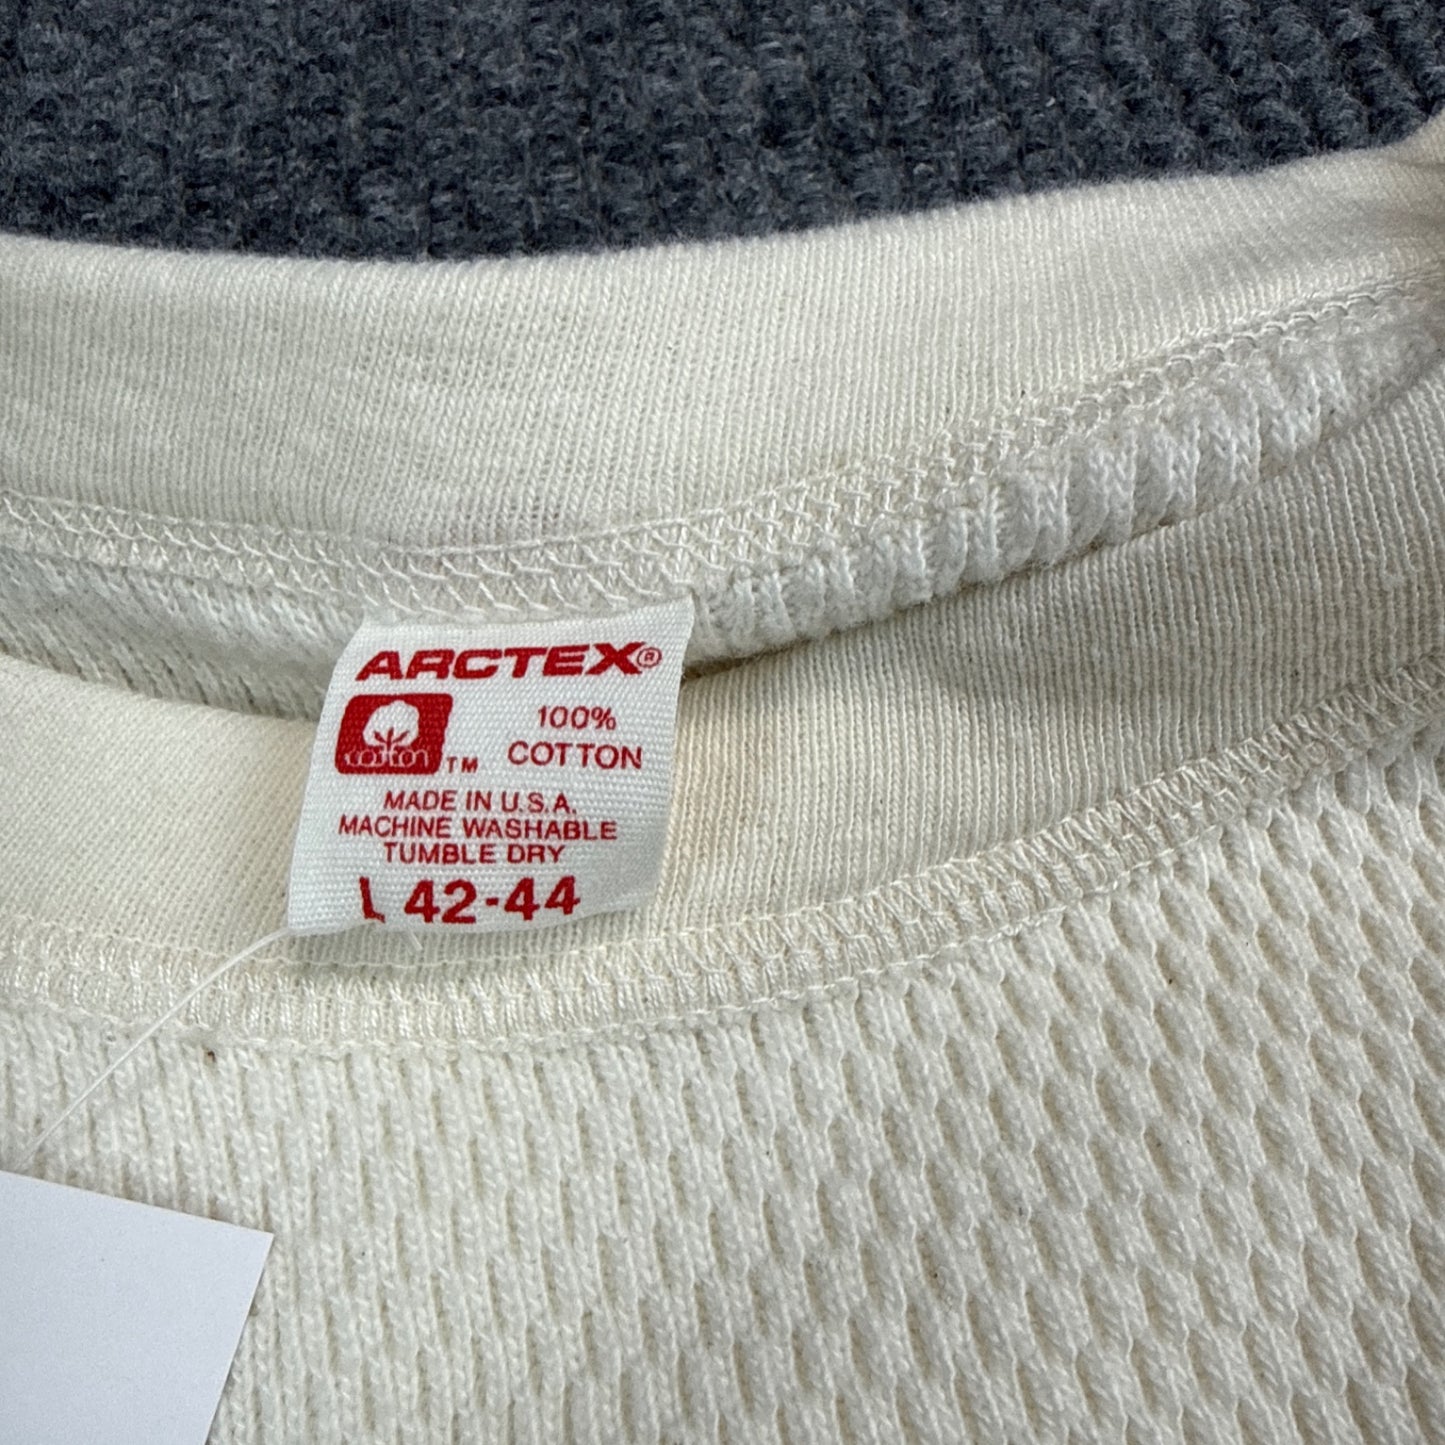 ARCTEX®
cotton TM
100%
COTTON
MADE IN U.S.A.
MACHINE WASHABLE
TUMBLE DRY
L 42-44